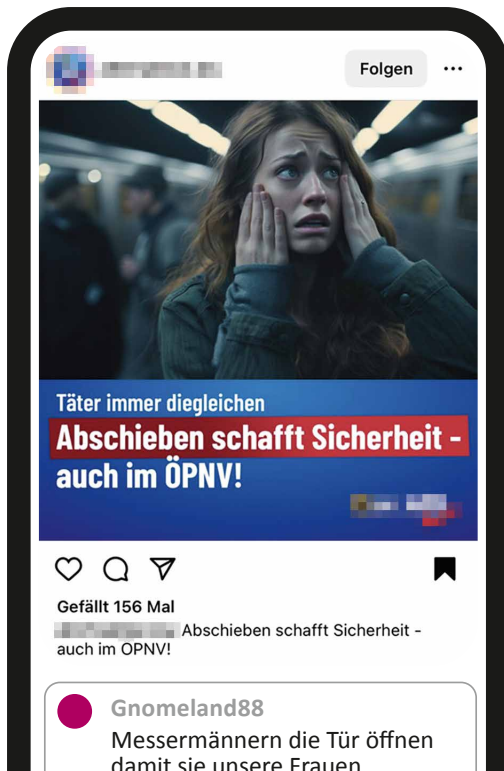 Folgen
Täter immer diegleichen
Abschieben schafft Sicherheit -
auch im ÖPNV!
Gefällt 156 Mal
Abschieben schafft Sicherheit -
auch im OPNV!
Gnomeland88
Messermännern die Tür öffnen
damit sie unsere Frauen